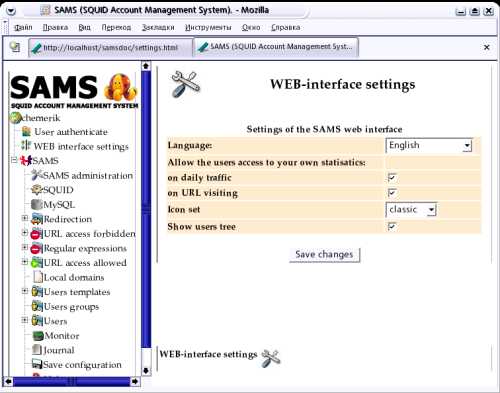 SAMS (SQUID Account Management System). - Mozilla
Файл Правка Вид Переход Закладки Инструменты Окно Справка
http://localhost/samsdoc/settings.html
SAMS (SQUID Account Management Syst...
SAMS
SQUID ACCOUNT MANAGEMENT SYSTEM
chemerik
User authenticate
WEB interface settings
SAMS
SAMS administration
SQUID
MySQL
Redirection
URL access forbidden
Regular expressions
URL access allowed
Local domains
Users templates
Users groups
Users
Monitor
Journal
Save configuration
WEB-interface settings
Settings of the SAMS web interface
Language: English
Allow the users access to your own statisatics:
on daily traffic
on URL visiting
Icon set classic
Show users tree
Save changes
WEB-interface settings